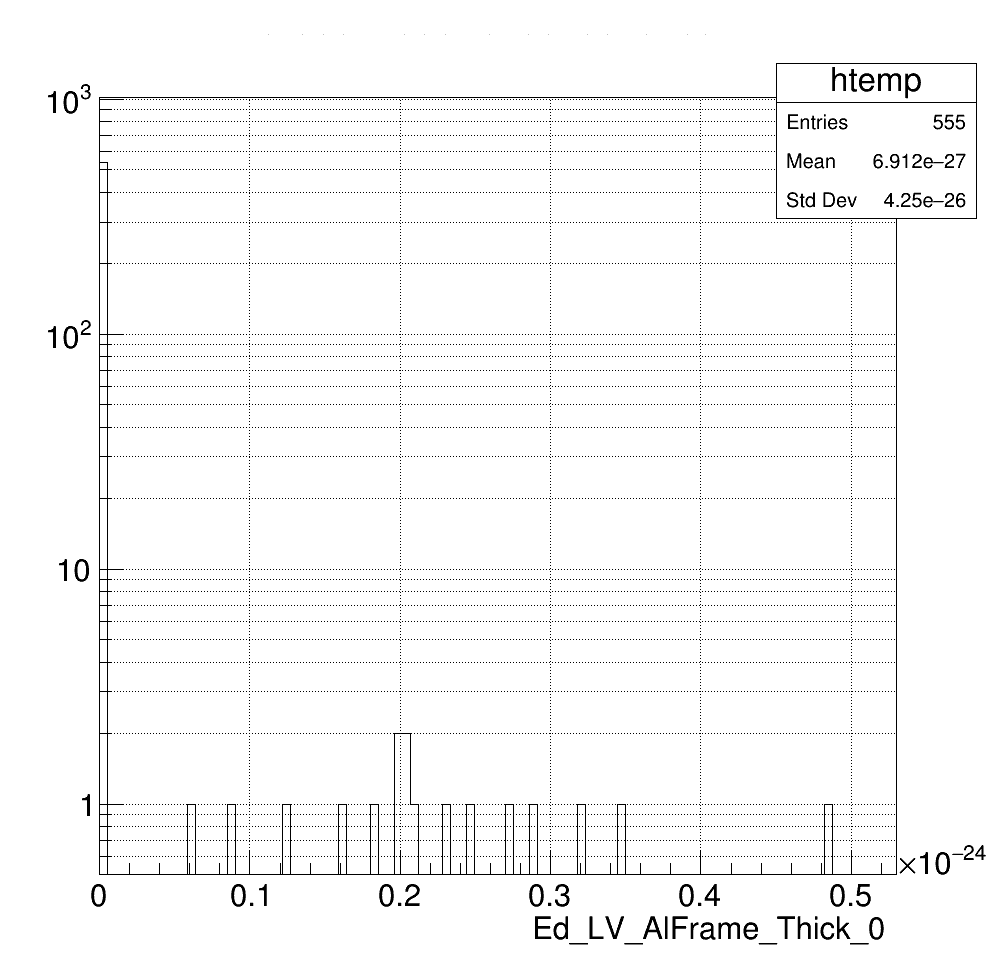 htemp
Entries 555
Mean 6.912e−27
Std Dev 4.25e−26
10³
10²
10
1
0 0.1 0.2 0.3 0.4 0.5
×10⁻²⁴
Ed_LV_AlFrame_Thick_0